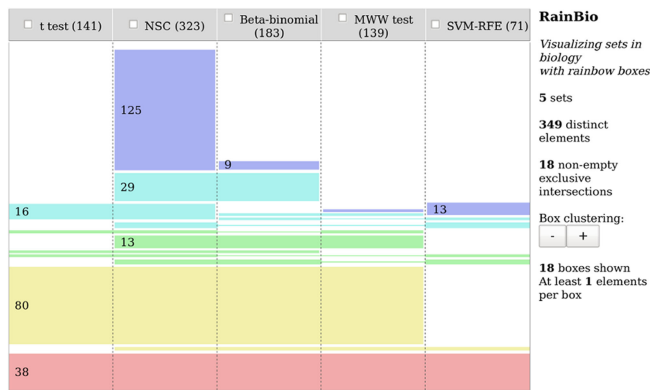 t test (141)
NSC (323)
Beta-binomial
(183)
MWW test
(139)
SVM-RFE (71)
125
9
29
16
13
13
80
38
RainBio
Visualizing sets in
biology
with rainbow boxes
5 sets
349 distinct
elements
18 non-empty
exclusive
intersections
Box clustering:
- +
18 boxes shown
At least 1 elements
per box